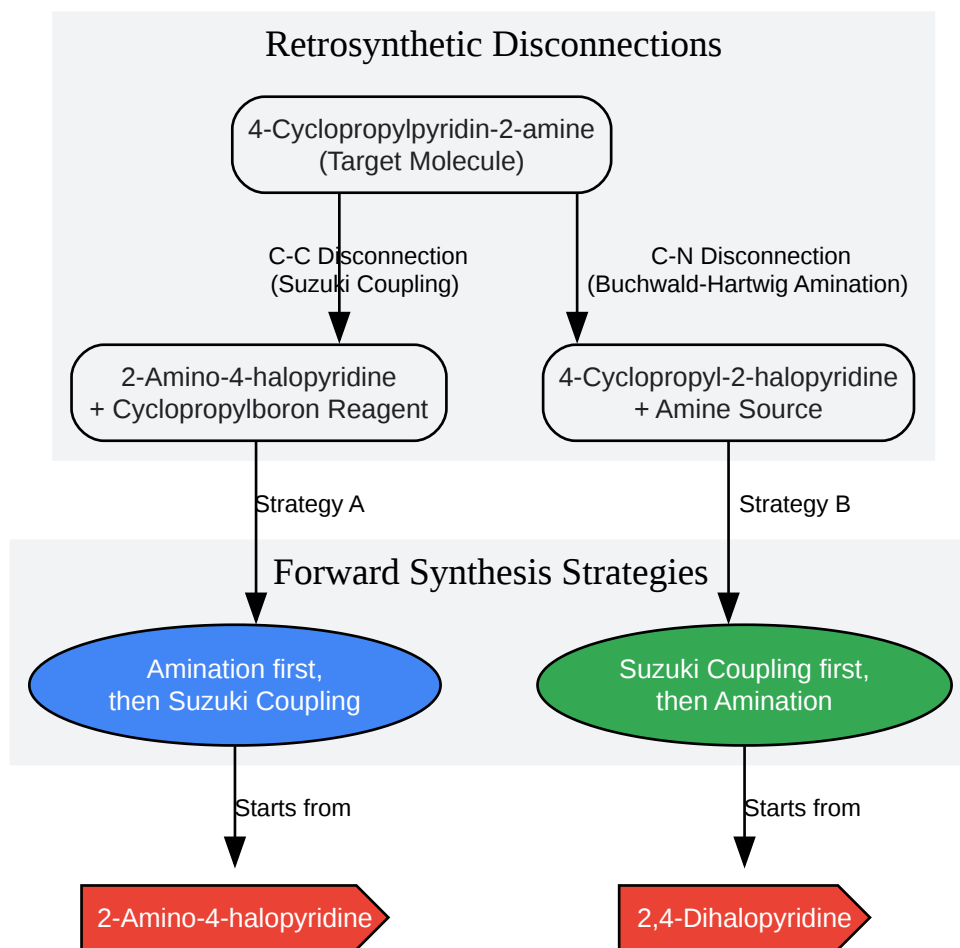 Retrosynthetic Disconnections
4-Cyclopropylpyridin-2-amine
(Target Molecule)
C-C Disconnection
(Suzuki Coupling)
C-N Disconnection
(Buchwald-Hartwig Amination)
2-Amino-4-halopyridine
+ Cyclopropylboron Reagent
4-Cyclopropyl-2-halopyridine
+ Amine Source
Strategy A
Strategy B
Forward Synthesis Strategies
Amination first,
then Suzuki Coupling
Suzuki Coupling first,
then Amination
Starts from
Starts from
2-Amino-4-halopyridine
2,4-Dihalopyridine